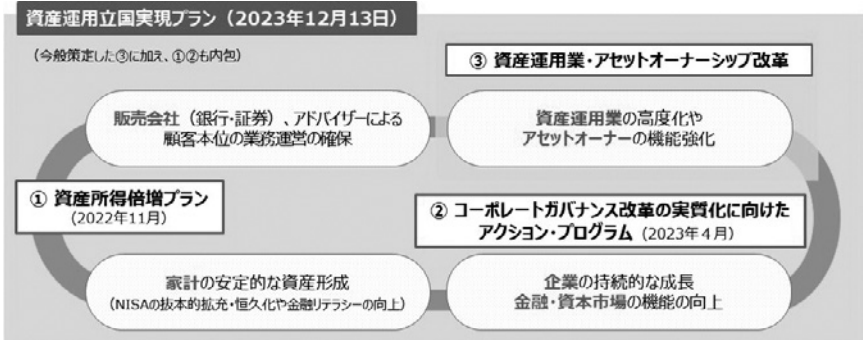 資産運用立国実現プラン（2023年12月13日）
（今般策定した③に加え、①②も内包）
③ 資産運用業・アセットオーナーシップ改革
販売会社（銀行・証券）、アドバイザーによる
顧客本位の業務運営の確保
資産運用業の高度化や
アセットオーナーの機能強化
① 資産所得倍増プラン
（2022年11月）
② コーポレートガバナンス改革の実質化に向けた
アクション・プログラム（2023年４月）
家計の安定的な資産形成
（NISAの抜本的拡充・恒久化や金融リテラシーの向上）
企業の持続的な成長
金融・資本市場の機能の向上